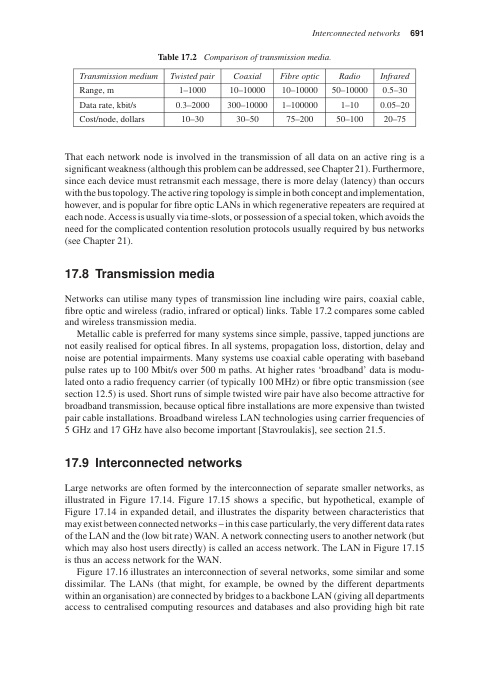 Interconnected networks 691
Table 17.2 Comparison of transmission media.
Transmission medium Twisted pair Coaxial Fibre optic Radio Infrared
Range, m 1–1000 10–10000 10–10000 50–10000 0.5–30
Data rate, kbit/s 0.3–2000 300–10000 1–100000 1–10 0.05–20
Cost/node, dollars 10–30 30–50 75–200 50–100 20–75
That each network node is involved in the transmission of all data on an active ring is a
significant weakness (although this problem can be addressed, see Chapter 21). Furthermore,
since each device must retransmit each message, there is more delay (latency) than occurs
with the bus topology. The active ring topology is simple in both concept and implementation,
however, and is popular for fibre optic LANs in which regenerative repeaters are required at
each node. Access is usually via time-slots, or possession of a special token, which avoids the
need for the complicated contention resolution protocols usually required by bus networks
(see Chapter 21).
17.8 Transmission media
Networks can utilise many types of transmission line including wire pairs, coaxial cable,
fibre optic and wireless (radio, infrared or optical) links. Table 17.2 compares some cabled
and wireless transmission media.
Metallic cable is preferred for many systems since simple, passive, tapped junctions are
not easily realised for optical fibres. In all systems, propagation loss, distortion, delay and
noise are potential impairments. Many systems use coaxial cable operating with baseband
pulse rates up to 100 Mbit/s over 500 m paths. At higher rates ‘broadband’ data is modu-
lated onto a radio frequency carrier (of typically 100 MHz) or fibre optic transmission (see
section 12.5) is used. Short runs of simple twisted wire pair have also become attractive for
broadband transmission, because optical fibre installations are more expensive than twisted
pair cable installations. Broadband wireless LAN technologies using carrier frequencies of
5 GHz and 17 GHz have also become important [Stavroulakis], see section 21.5.
17.9 Interconnected networks
Large networks are often formed by the interconnection of separate smaller networks, as
illustrated in Figure 17.14. Figure 17.15 shows a specific, but hypothetical, example of
Figure 17.14 in expanded detail, and illustrates the disparity between characteristics that
may exist between connected networks – in this case particularly, the very different data rates
of the LAN and the (low bit rate) WAN. A network connecting users to another network (but
which may also host users directly) is called an access network. The LAN in Figure 17.15
is thus an access network for the WAN.
Figure 17.16 illustrates an interconnection of several networks, some similar and some
dissimilar. The LANs (that might, for example, be owned by the different departments
within an organisation) are connected by bridges to a backbone LAN (giving all departments
access to centralised computing resources and databases and also providing high bit rate